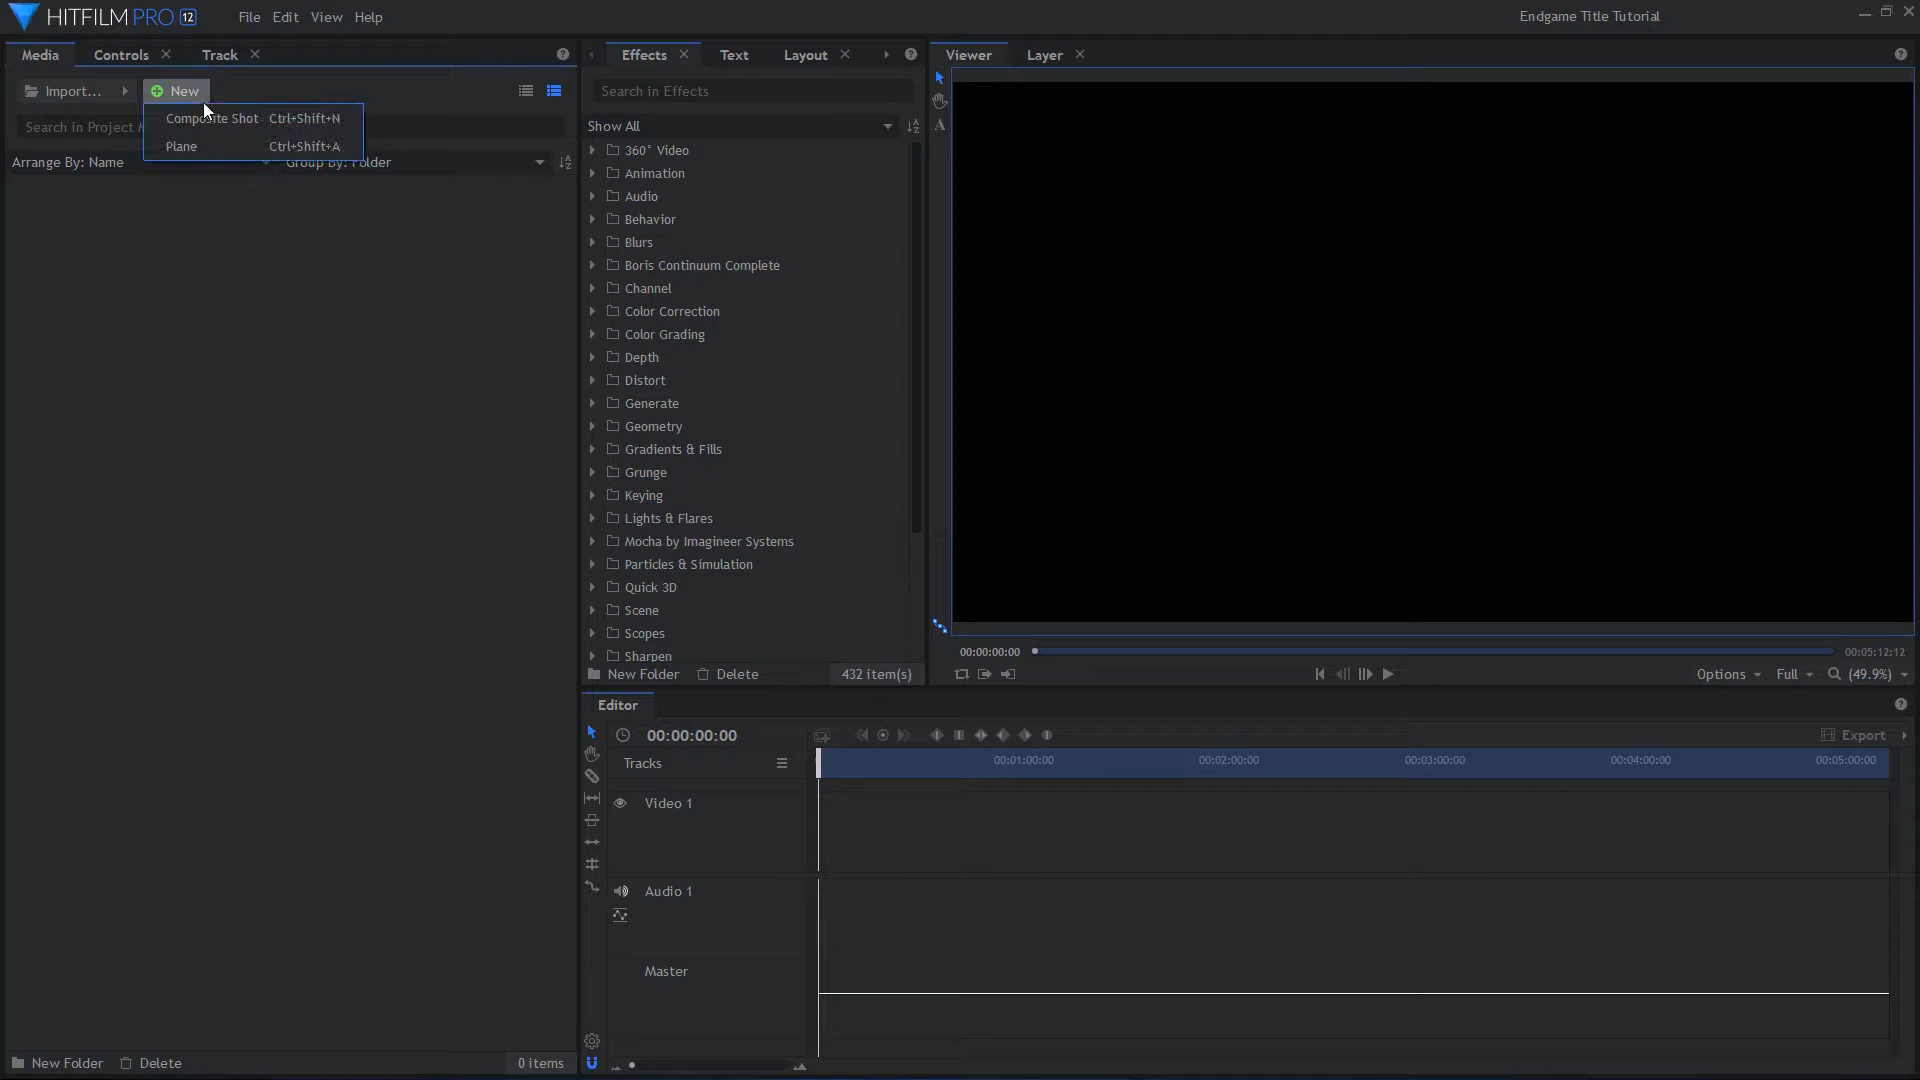 HITFILM PRO 12 File Edit View Help Endgame Title Tutorial
Media Controls Track
Import... New
Composite Shot Ctrl+Shift+N
Search in Project M
Plane Ctrl+Shift+A
Arrange By: Name Group By: Folder
New Folder Delete 0 items
Effects Text Layout
Search in Effects
Show All
360° Video
Animation
Audio
Behavior
Blurs
Boris Continuum Complete
Channel
Color Correction
Color Grading
Depth
Distort
Generate
Geometry
Gradients & Fills
Grunge
Keying
Lights & Flares
Mocha by Imagineer Systems
Particles & Simulation
Quick 3D
Scene
Scopes
Sharpen
New Folder Delete 432 item(s)
Viewer Layer
A
00:00:00:00 00:05:12:12
Options Full (49.9%)
Editor
00:00:00:00 Export
Tracks 00:01:00:00 00:02:00:00 00:03:00:00 00:04:00:00 00:05:00:00
Video 1
Audio 1
Master